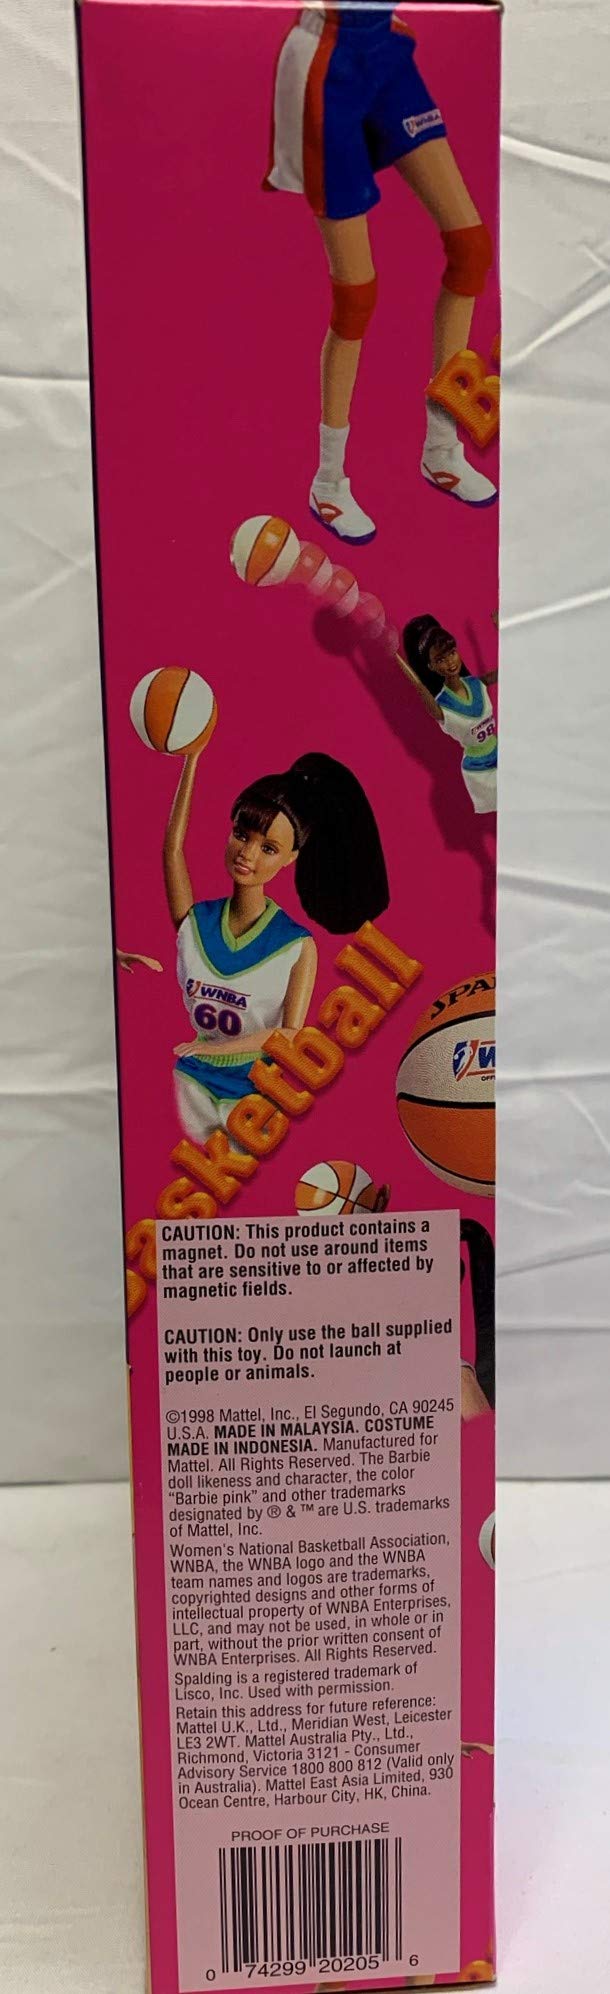 WNBA
B
WNBA
98
WNBA
60
SPA
W
asketball
CAUTION: This product contains a
magnet. Do not use around items
that are sensitive to or affected by
magnetic fields.
CAUTION: Only use the ball supplied
with this toy. Do not launch at
people or animals.
©1998 Mattel, Inc., El Segundo, CA 90245
U.S.A. MADE IN MALAYSIA. COSTUME
MADE IN INDONESIA. Manufactured for
Mattel. All Rights Reserved. The Barbie
doll likeness and character, the color
"Barbie pink" and other trademarks
designated by ® & ™ are U.S. trademarks
of Mattel, Inc.
Women's National Basketball Association,
WNBA, the WNBA logo and the WNBA
team names and logos are trademarks,
copyrighted designs and other forms of
intellectual property of WNBA Enterprises,
LLC, and may not be used, in whole or in
part, without the prior written consent of
WNBA Enterprises. All Rights Reserved.
Spalding is a registered trademark of
Lisco, Inc. Used with permission.
Retain this address for future reference:
Mattel U.K., Ltd., Meridian West, Leicester
LE3 2WT. Mattel Australia Pty., Ltd.,
Richmond, Victoria 3121 - Consumer
Advisory Service 1800 800 812 (Valid only
in Australia). Mattel East Asia Limited, 930
Ocean Centre, Harbour City, HK, China.
PROOF OF PURCHASE
0 74299 20205 6